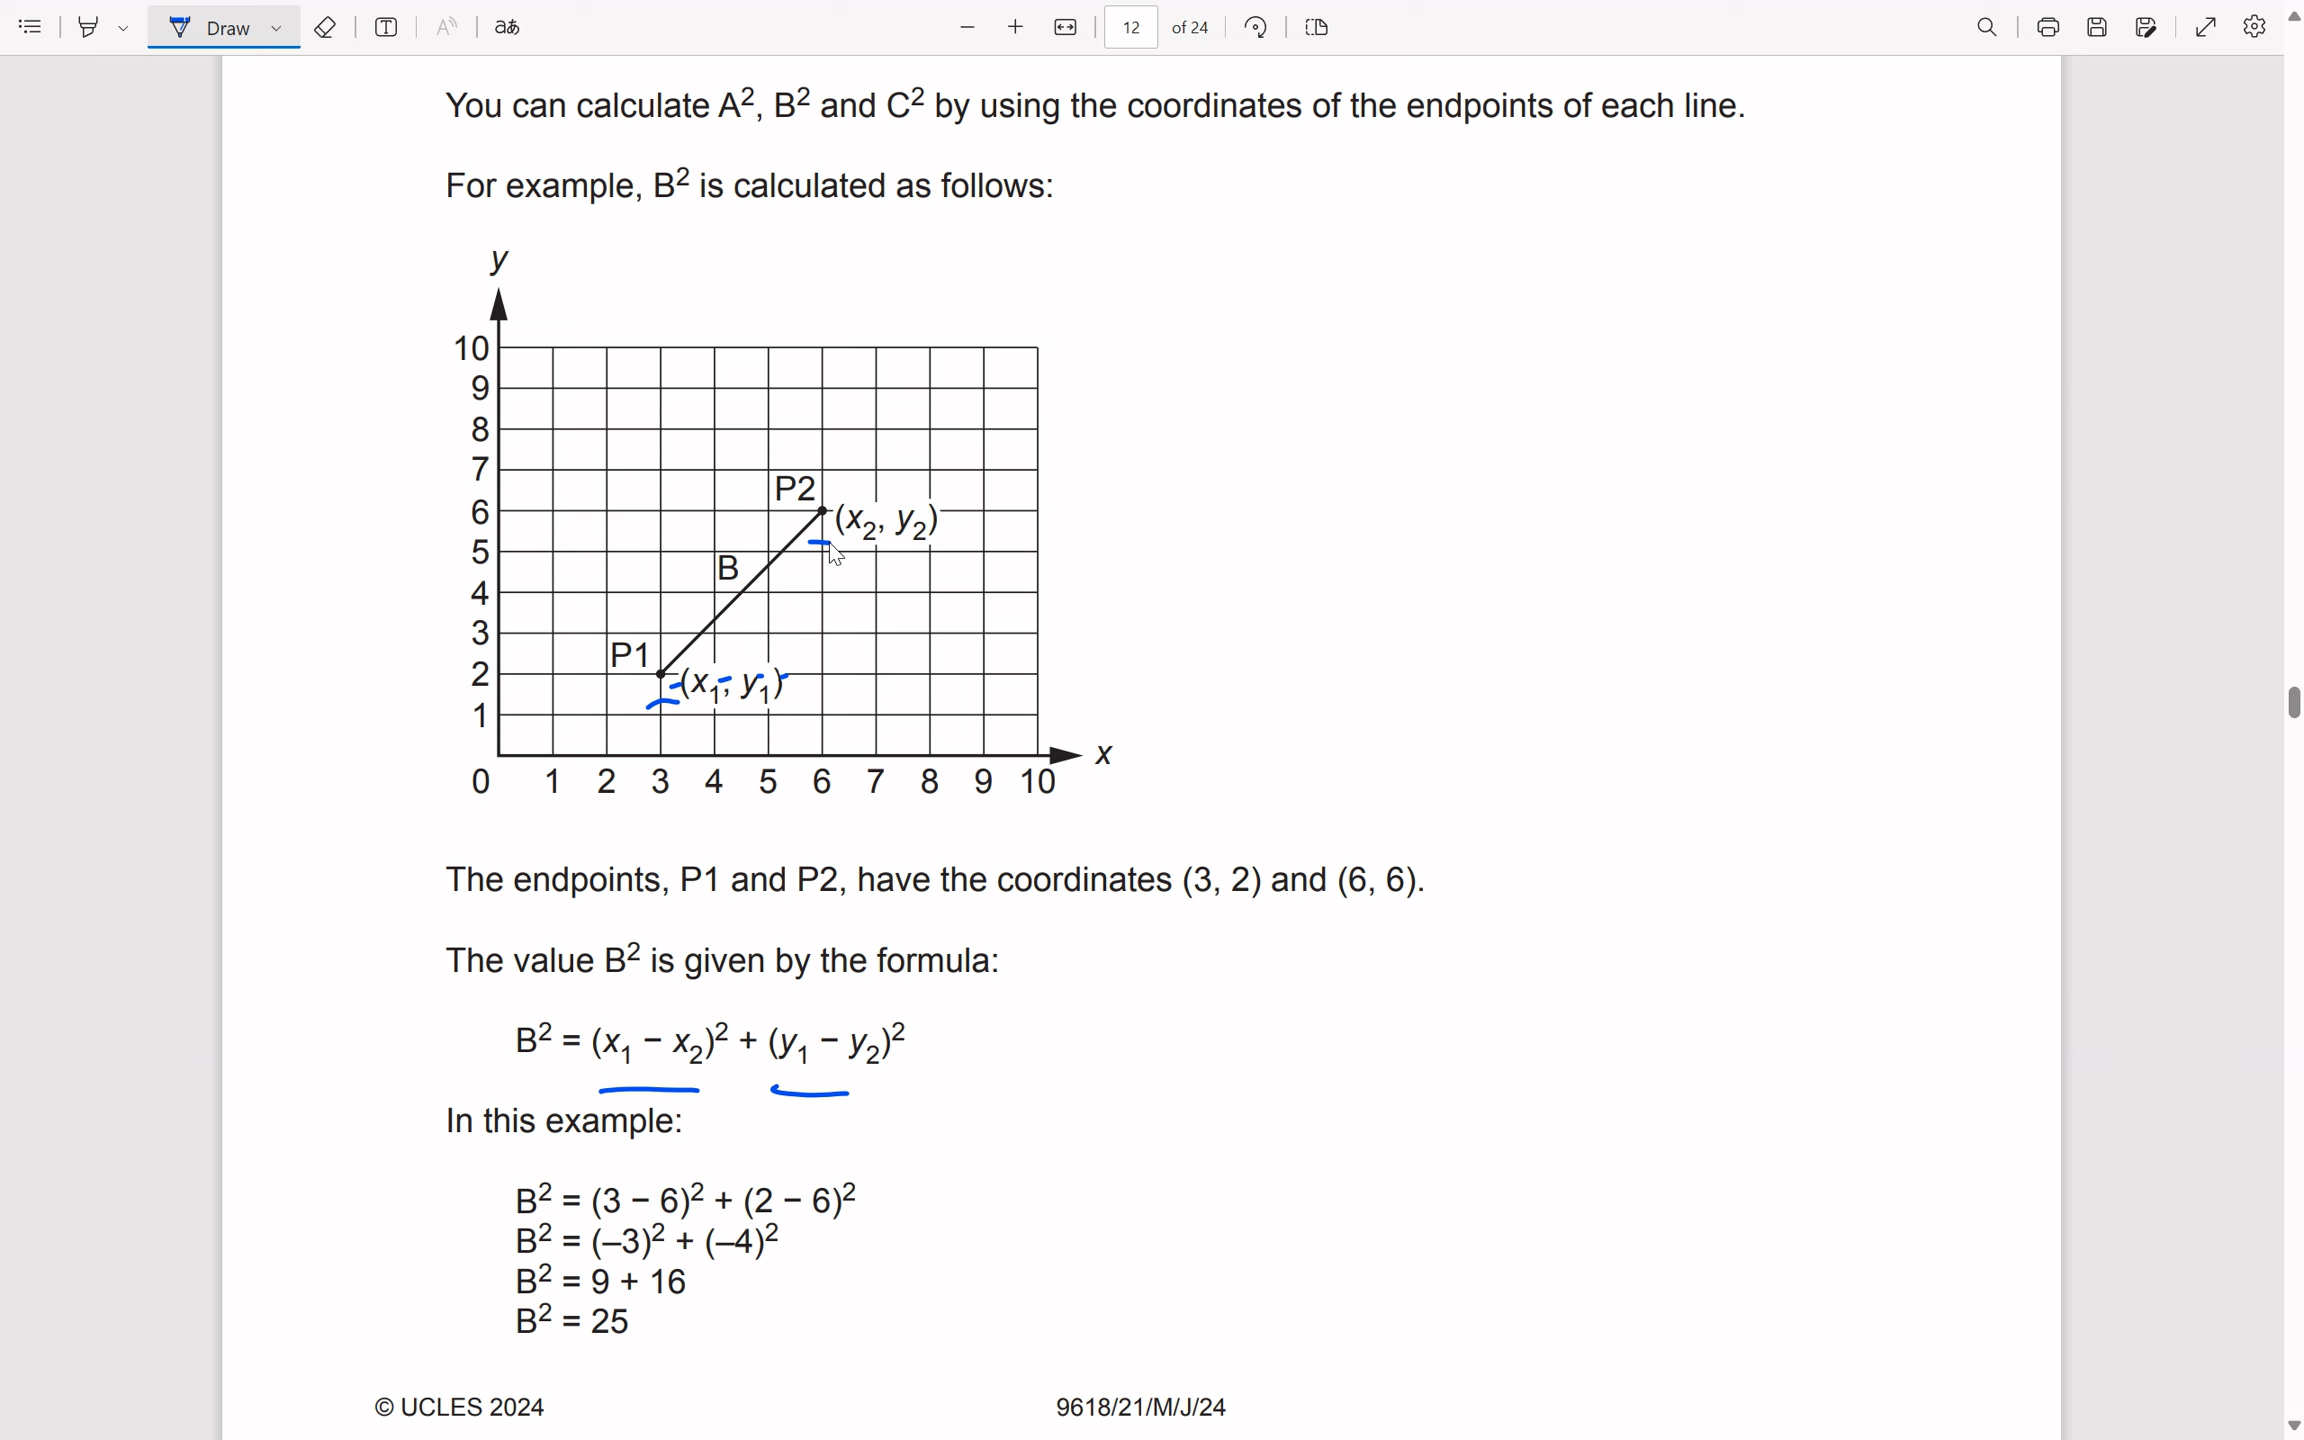 Draw
aあ
12 of 24
You can calculate A², B² and C² by using the coordinates of the endpoints of each line.
For example, B² is calculated as follows:
y
10
9
8
7
6
5
4
3
2
1
P2
(x₂, y₂)
B
P1
(x₁, y₁)
x
0 1 2 3 4 5 6 7 8 9 10
The endpoints, P1 and P2, have the coordinates (3, 2) and (6, 6).
The value B² is given by the formula:
B² = (x₁ − x₂)² + (y₁ − y₂)²
In this example:
B² = (3 − 6)² + (2 − 6)²
B² = (–3)² + (–4)²
B² = 9 + 16
B² = 25
© UCLES 2024
9618/21/M/J/24